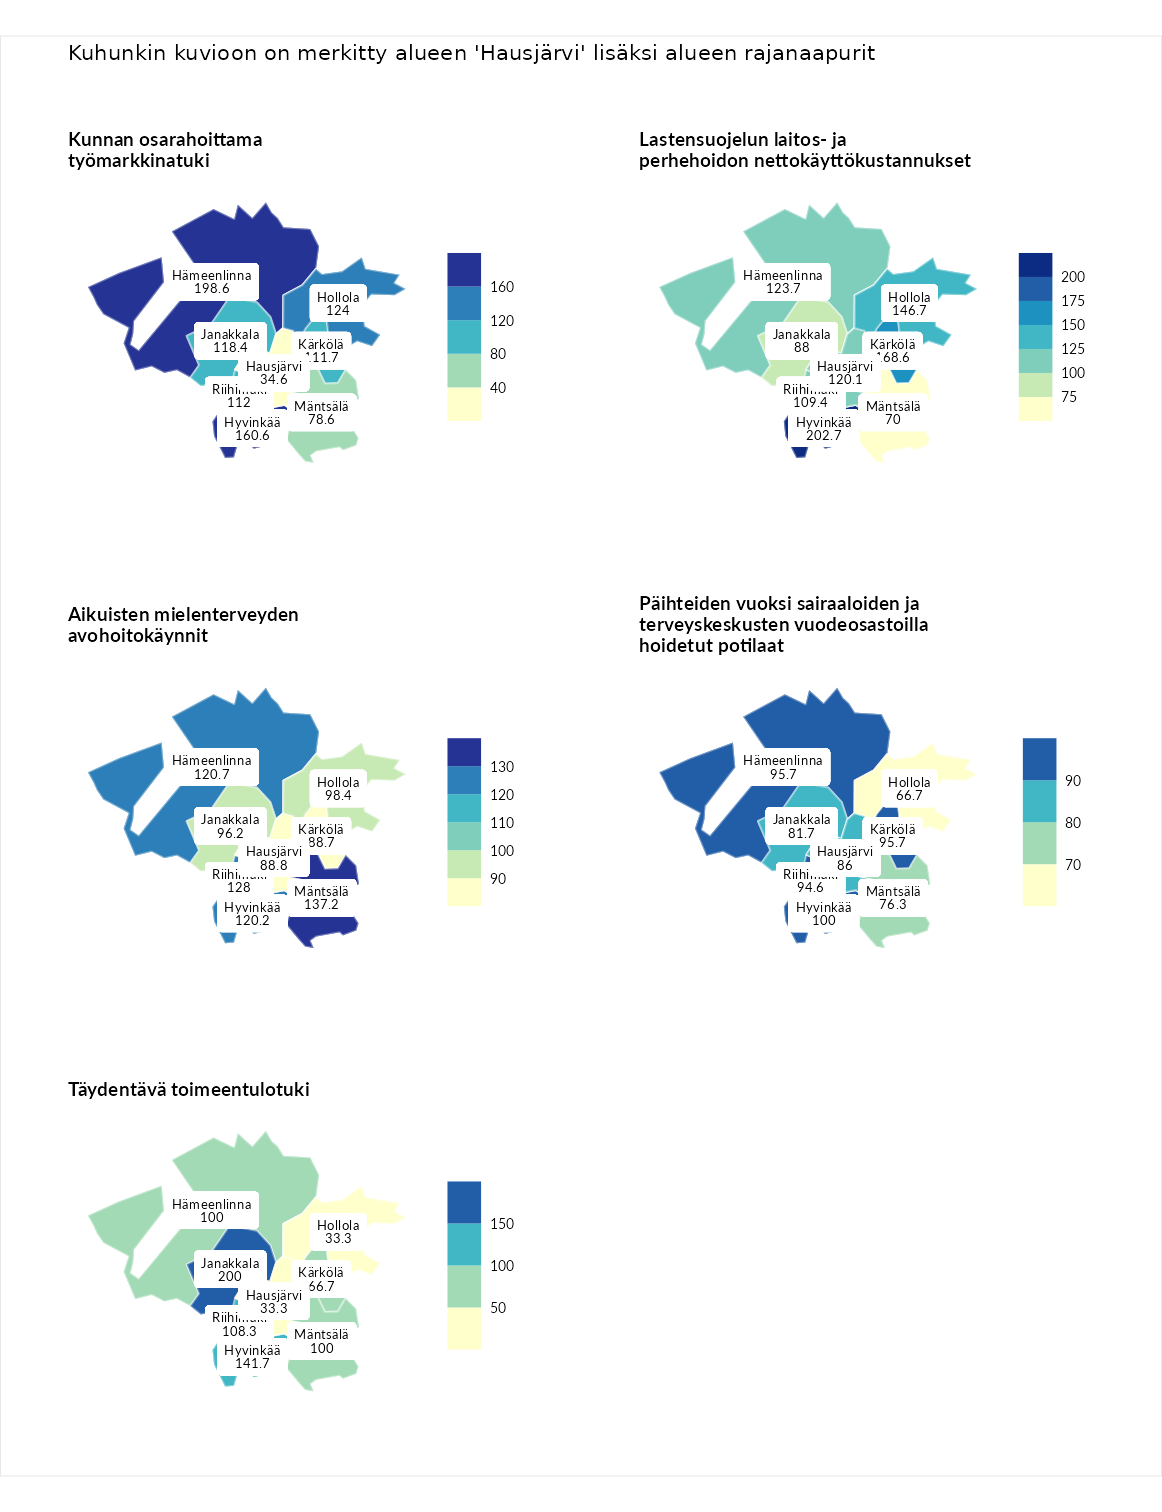 Kuhunkin kuvioon on merkitty alueen 'Hausjärvi' lisäksi alueen rajanaapurit
Kunnan osarahoittama
työmarkkinatuki
Hämeenlinna
198.6
Hollola
124
Janakkala
118.4
Kärkölä
111.7
Hausjärvi
34.6
112
Mäntsälä
78.6
Hyvinkää
160.6
160
120
80
40
Lastensuojelun laitos- ja
perhehoidon nettokäyttökustannukset
Hämeenlinna
123.7
Hollola
146.7
Janakkala
88
Kärkölä
168.6
Hausjärvi
120.1
109.4
Mäntsälä
70
Hyvinkää
202.7
200
175
150
125
100
75
Aikuisten mielenterveyden
avohoitokäynnit
Hämeenlinna
120.7
Hollola
98.4
Janakkala
96.2
Kärkölä
88.7
Hausjärvi
88.8
128
Mäntsälä
137.2
Hyvinkää
120.2
130
120
110
100
90
Päihteiden vuoksi sairaaloiden ja
terveyskeskusten vuodeosastoilla
hoidetut potilaat
Hämeenlinna
95.7
Hollola
66.7
Janakkala
81.7
Kärkölä
95.7
Hausjärvi
86
94.6
Mäntsälä
76.3
Hyvinkää
100
90
80
70
Täydentävä toimeentulotuki
Hämeenlinna
100
Hollola
33.3
Janakkala
200
Kärkölä
66.7
Hausjärvi
33.3
108.3
Mäntsälä
100
Hyvinkää
141.7
150
100
50